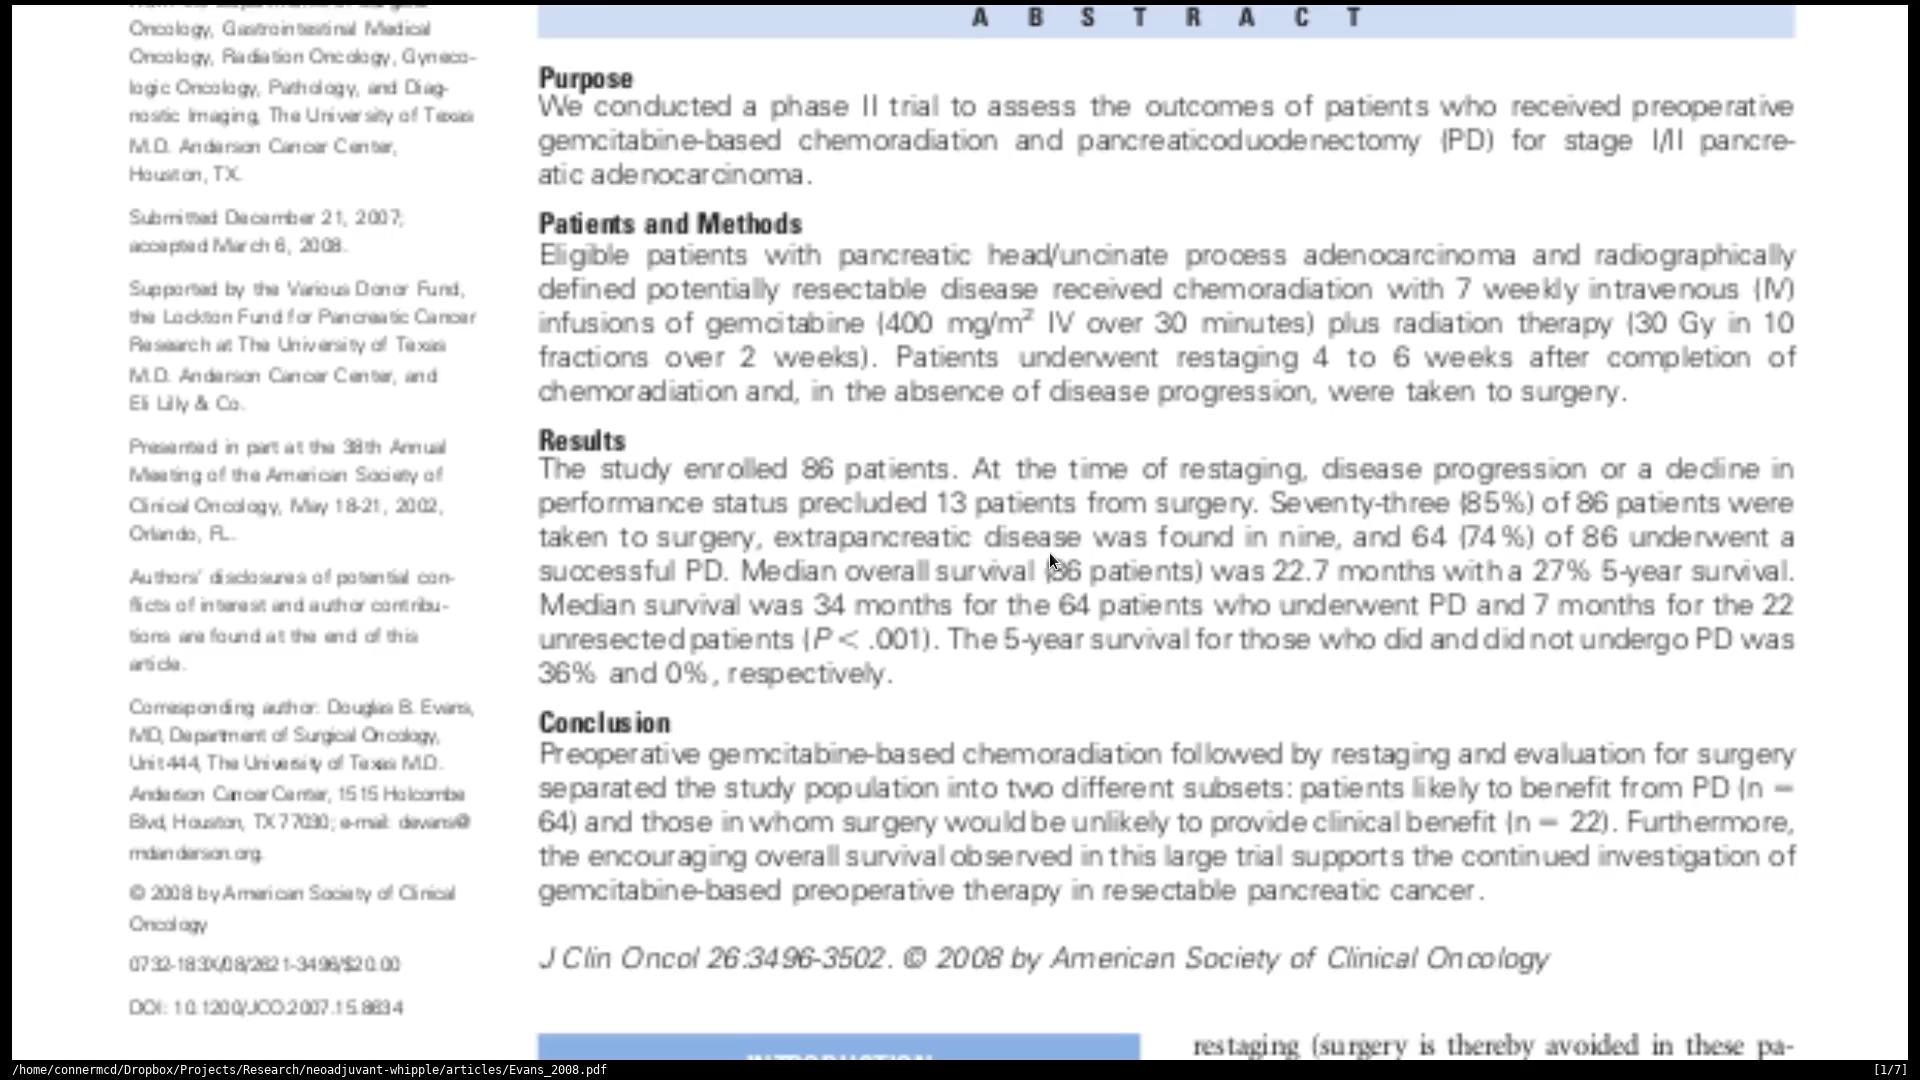 Oncology, Gastrointestinal Medical
Oncology, Radiation Oncology, Gyneco-
logic Oncology, Pathology, and Diag-
nostic Imaging, The University of Texas
M.D. Anderson Cancer Center,
Houston, TX.
Submitted December 21, 2007;
accepted March 6, 2008.
Supported by the Various Donor Fund,
the Lockton Fund for Pancreatic Cancer
Research at The University of Texas
M.D. Anderson Cancer Center, and
Eli Lilly & Co.
Presented in part at the 38th Annual
Meeting of the American Society of
Clinical Oncology, May 18-21, 2002,
Orlando, FL.
Authors' disclosures of potential con-
flicts of interest and author contribu-
tions are found at the end of this
article.
Corresponding author: Douglas B. Evans,
MD, Department of Surgical Oncology,
Unit 444, The University of Texas M.D.
Anderson Cancer Center, 1515 Holcombe
Blvd, Houston, TX 77030; e-mail: devans@
mdanderson.org.
© 2008 by American Society of Clinical
Oncology
0732-183X/08/2621-3496/$20.00
DOI: 10.1200/JCO.2007.15.8634
A B S T R A C T
Purpose
We conducted a phase II trial to assess the outcomes of patients who received preoperative
gemcitabine-based chemoradiation and pancreaticoduodenectomy (PD) for stage I/II pancre-
atic adenocarcinoma.
Patients and Methods
Eligible patients with pancreatic head/uncinate process adenocarcinoma and radiographically
defined potentially resectable disease received chemoradiation with 7 weekly intravenous (IV)
infusions of gemcitabine (400 mg/m² IV over 30 minutes) plus radiation therapy (30 Gy in 10
fractions over 2 weeks). Patients underwent restaging 4 to 6 weeks after completion of
chemoradiation and, in the absence of disease progression, were taken to surgery.
Results
The study enrolled 86 patients. At the time of restaging, disease progression or a decline in
performance status precluded 13 patients from surgery. Seventy-three (85%) of 86 patients were
taken to surgery, extrapancreatic disease was found in nine, and 64 (74%) of 86 underwent a
successful PD. Median overall survival (86 patients) was 22.7 months with a 27% 5-year survival.
Median survival was 34 months for the 64 patients who underwent PD and 7 months for the 22
unresected patients (P < .001). The 5-year survival for those who did and did not undergo PD was
36% and 0%, respectively.
Conclusion
Preoperative gemcitabine-based chemoradiation followed by restaging and evaluation for surgery
separated the study population into two different subsets: patients likely to benefit from PD (n =
64) and those in whom surgery would be unlikely to provide clinical benefit (n = 22). Furthermore,
the encouraging overall survival observed in this large trial supports the continued investigation of
gemcitabine-based preoperative therapy in resectable pancreatic cancer.
J Clin Oncol 26:3496-3502. © 2008 by American Society of Clinical Oncology
INTRODUCTION
restaging (surgery is thereby avoided in these pa-
/home/connermcd/Dropbox/Projects/Research/neoadjuvant-whipple/articles/Evans_2008.pdf [1/7]